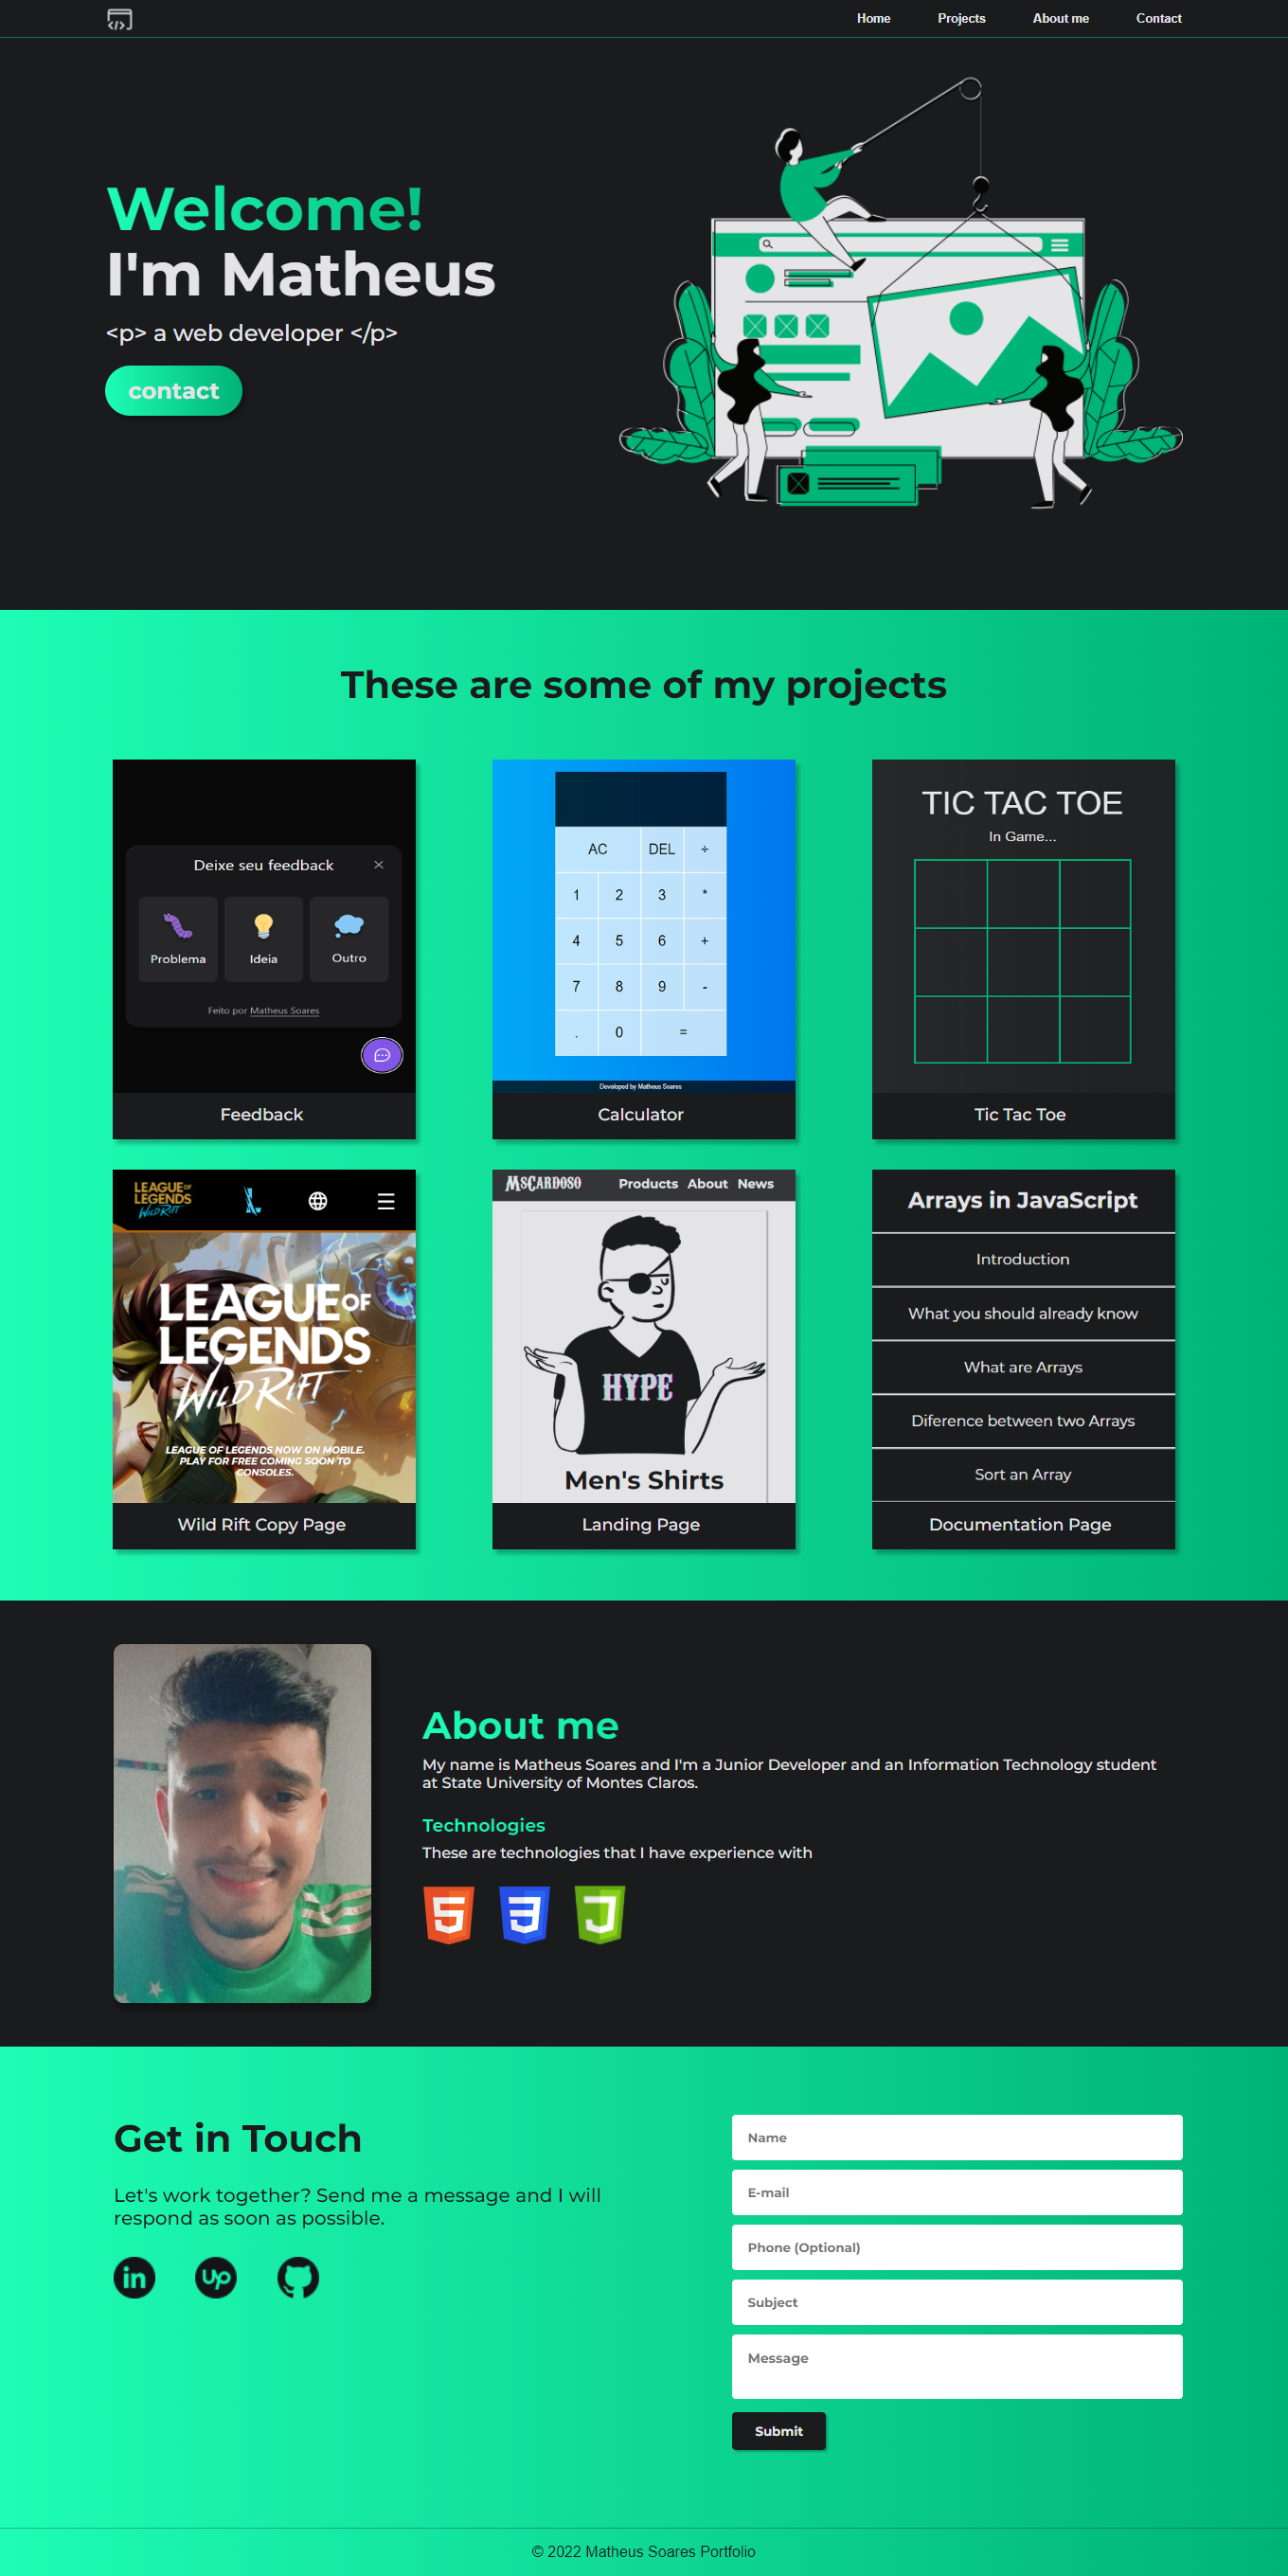 Home Projects About me Contact
Welcome!
I'm Matheus
<p> a web developer </p>
contact
These are some of my projects
Deixe seu feedback
Problema Ideia Outro
Feito por Matheus Soares
Feedback
AC DEL ÷
1 2 3 *
4 5 6 +
7 8 9 -
. 0 =
Developed by Matheus Soares
Calculator
TIC TAC TOE
In Game...
Tic Tac Toe
LEAGUE OF
LEGENDS
WILD RIFT
LEAGUE OF
LEGENDS
WILD RIFT
LEAGUE OF LEGENDS NOW ON MOBILE.
PLAY FOR FREE COMING SOON TO
CONSOLES.
Wild Rift Copy Page
MSCARDOSO Products About News
HYPE
Men's Shirts
Landing Page
Arrays in JavaScript
Introduction
What you should already know
What are Arrays
Diference between two Arrays
Sort an Array
Documentation Page
About me
My name is Matheus Soares and I'm a Junior Developer and an Information Technology student
at State University of Montes Claros.
Technologies
These are technologies that I have experience with
5 3 J
Get in Touch
Let's work together? Send me a message and I will
respond as soon as possible.
in up
Name
E-mail
Phone (Optional)
Subject
Message
Submit
© 2022 Matheus Soares Portfolio